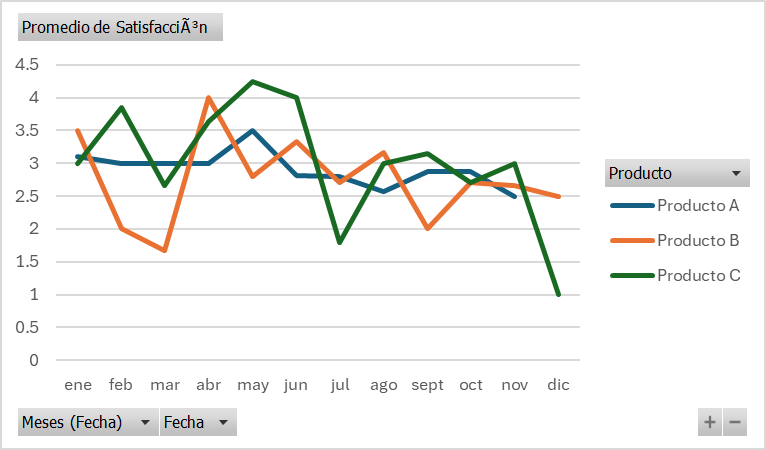 Promedio de SatisfacciÃ³n
4.5
4
3.5
3
2.5
2
1.5
1
0.5
0
ene feb mar abr may jun jul ago sept oct nov dic
Producto
Producto A
Producto B
Producto C
Meses (Fecha) Fecha
+ −